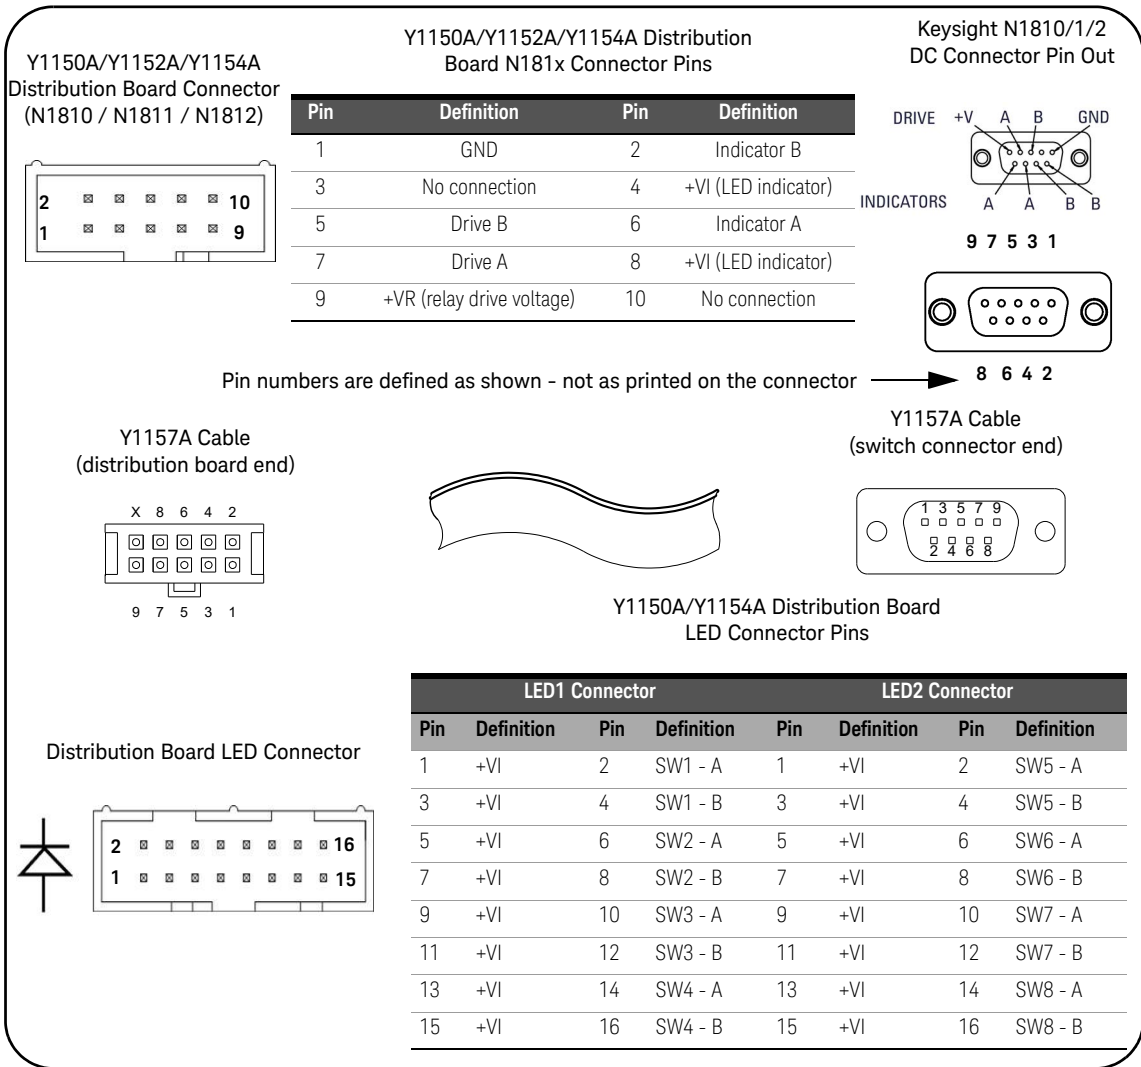 Y1150A/Y1152A/Y1154A
Distribution Board Connector
(N1810 / N1811 / N1812)
2 10
1 9
Y1150A/Y1152A/Y1154A Distribution
Board N181x Connector Pins
Pin Definition Pin Definition
1 GND 2 Indicator B
3 No connection 4 +VI (LED indicator)
5 Drive B 6 Indicator A
7 Drive A 8 +VI (LED indicator)
9 +VR (relay drive voltage) 10 No connection
Keysight N1810/1/2
DC Connector Pin Out
DRIVE +V A B GND
INDICATORS A A B B
9 7 5 3 1
8 6 4 2
Pin numbers are defined as shown - not as printed on the connector
Y1157A Cable
(distribution board end)
X 8 6 4 2
9 7 5 3 1
Y1157A Cable
(switch connector end)
1 3 5 7 9
2 4 6 8
Y1150A/Y1154A Distribution Board
LED Connector Pins
Distribution Board LED Connector
2 16
1 15
LED1 Connector LED2 Connector
Pin Definition Pin Definition Pin Definition Pin Definition
1 +VI 2 SW1 - A 1 +VI 2 SW5 - A
3 +VI 4 SW1 - B 3 +VI 4 SW5 - B
5 +VI 6 SW2 - A 5 +VI 6 SW6 - A
7 +VI 8 SW2 - B 7 +VI 8 SW6 - B
9 +VI 10 SW3 - A 9 +VI 10 SW7 - A
11 +VI 12 SW3 - B 11 +VI 12 SW7 - B
13 +VI 14 SW4 - A 13 +VI 14 SW8 - A
15 +VI 16 SW4 - B 15 +VI 16 SW8 - B